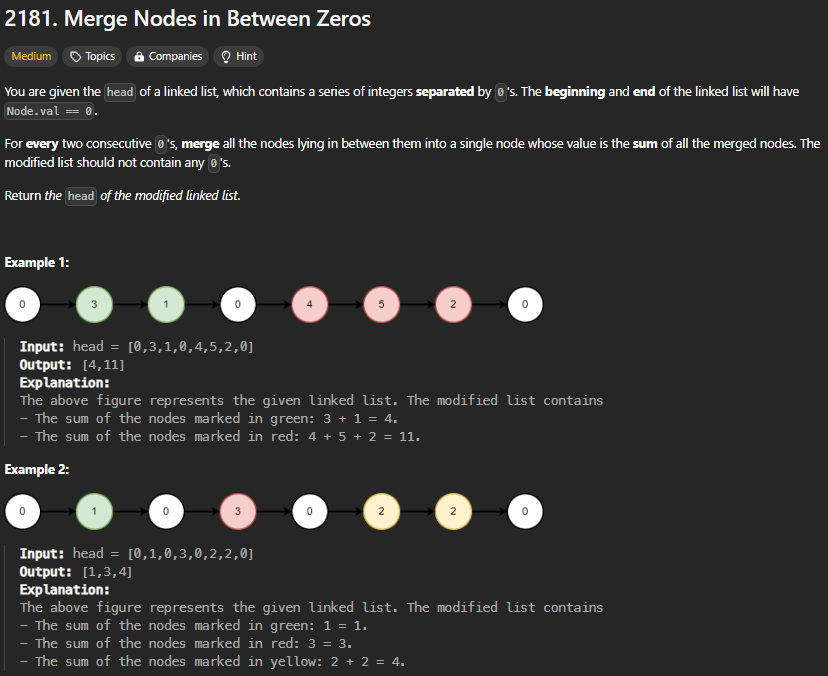 2181. Merge Nodes in Between Zeros
Medium Topics Companies Hint
You are given the head of a linked list, which contains a series of integers separated by 0's. The beginning and end of the linked list will have
Node.val == 0.
For every two consecutive 0's, merge all the nodes lying in between them into a single node whose value is the sum of all the merged nodes. The
modified list should not contain any 0's.
Return the head of the modified linked list.
Example 1:
0 3 1 0 4 5 2 0
Input: head = [0,3,1,0,4,5,2,0]
Output: [4,11]
Explanation:
The above figure represents the given linked list. The modified list contains
- The sum of the nodes marked in green: 3 + 1 = 4.
- The sum of the nodes marked in red: 4 + 5 + 2 = 11.
Example 2:
0 1 0 3 0 2 2 0
Input: head = [0,1,0,3,0,2,2,0]
Output: [1,3,4]
Explanation:
The above figure represents the given linked list. The modified list contains
- The sum of the nodes marked in green: 1 = 1.
- The sum of the nodes marked in red: 3 = 3.
- The sum of the nodes marked in yellow: 2 + 2 = 4.